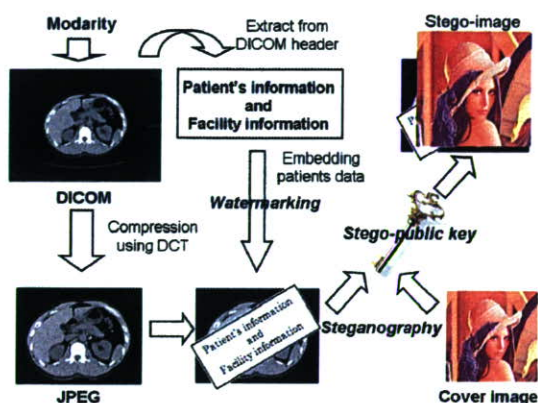 Modarity
Extract from
DICOM header
Stego-image
Patient's information
and
Facility information
DICOM
Embedding
patients data
Watermarking
Compression
using DCT
Stego-public key
Patient's information
and
Facility information
Steganography
JPEG
Cover image